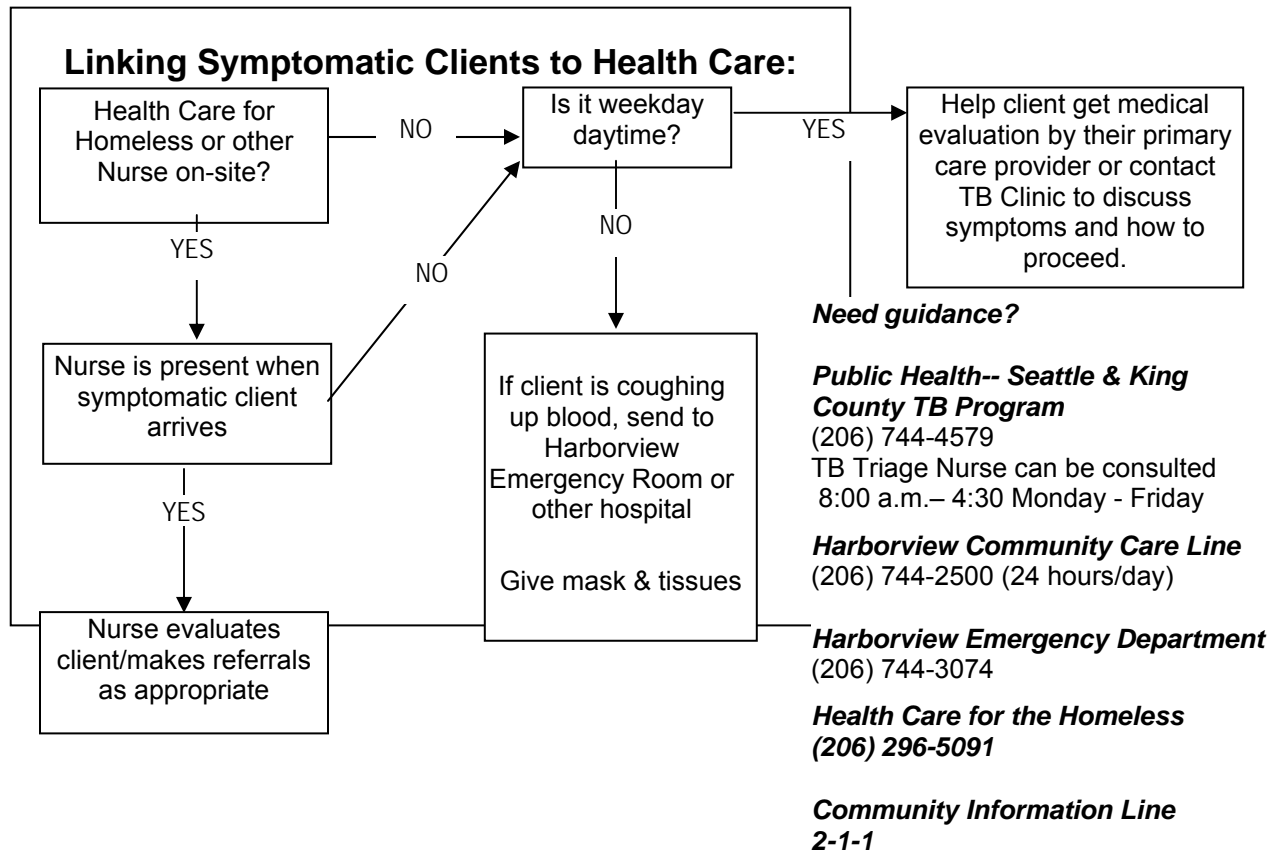 Linking Symptomatic Clients to Health Care:
Health Care for
Homeless or other
Nurse on-site?
NO
Is it weekday
daytime?
YES
Help client get medical
evaluation by their primary
care provider or contact
TB Clinic to discuss
symptoms and how to
proceed.
YES
NO
NO
Nurse is present when
symptomatic client
arrives
If client is coughing
up blood, send to
Harborview
Emergency Room or
other hospital
Give mask & tissues
YES
Nurse evaluates
client/makes referrals
as appropriate
Need guidance?
Public Health-- Seattle & King
County TB Program
(206) 744-4579
TB Triage Nurse can be consulted
8:00 a.m.– 4:30 Monday - Friday
Harborview Community Care Line
(206) 744-2500 (24 hours/day)
Harborview Emergency Department
(206) 744-3074
Health Care for the Homeless
(206) 296-5091
Community Information Line
2-1-1